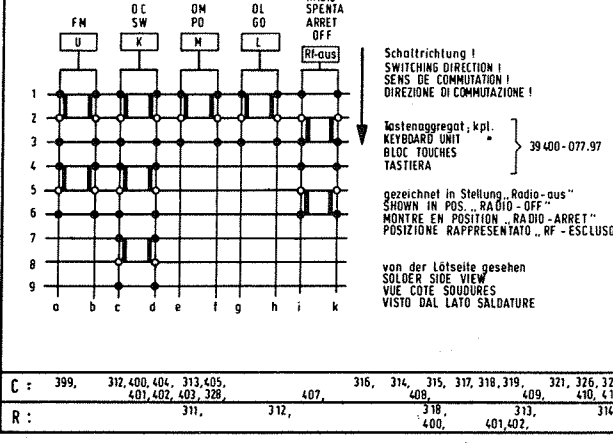 FM
OC
SW
OM
PO
OL
GO
SPENTA
ARRET
OFF
U
K
M
L
Rf-aus
Schaltrichtung !
SWITCHING DIRECTION !
SENS DE COMMUTATION !
DIREZIONE DI COMMUTAZIONE !
Tastenaggregat; kpl.
KEYBOARD UNIT "
BLOC TOUCHES
TASTIERA
39400-077.97
gezeichnet in Stellung „Radio-aus"
SHOWN IN POS. „RADIO-OFF"
MONTRE EN POSITION „RADIO-ARRET"
POSIZIONE RAPPRESENTATO „RF-ESCLUSO
von der Lötseite gesehen
SOLDER SIDE VIEW
VUE COTE SOUDURES
VISTO DAL LATO SALDATURE
1
2
3
4
5
6
7
8
9
a b c d e f g h i k
C: 399, 312,400,404, 313,405, 316, 314, 315, 317,318,319, 321, 326,
401,402, 403, 328, 407, 408, 409, 410,
R: 311, 312, 318, 313, 314
400, 401,402,